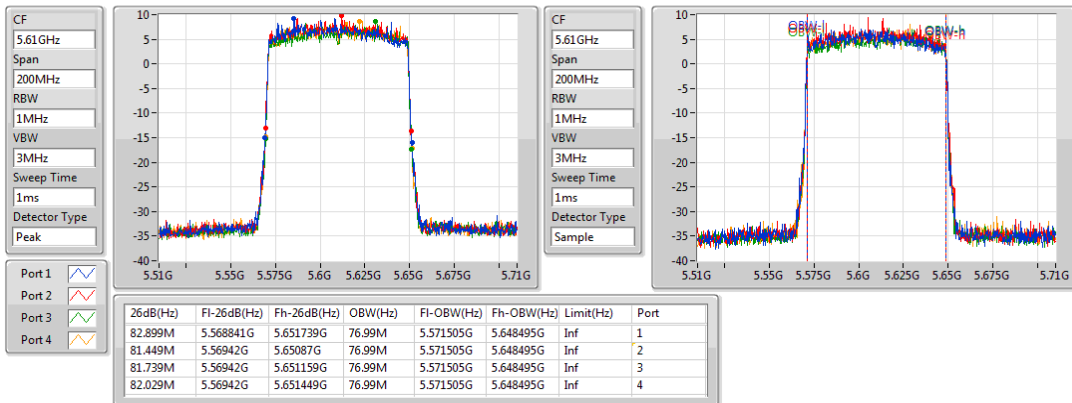 CF
5.61GHz
Span
200MHz
RBW
1MHz
VBW
3MHz
Sweep Time
1ms
Detector Type
Peak
10
5
0
-5
-10
-15
-20
-25
-30
-35
-40
5.51G 5.55G 5.575G 5.6G 5.625G 5.65G 5.675G 5.71G
CF
5.61GHz
Span
200MHz
RBW
1MHz
VBW
3MHz
Sweep Time
1ms
Detector Type
Sample
10
5
0
-5
-10
-15
-20
-25
-30
-35
-40
OBW-l
OBW-h
5.51G 5.55G 5.575G 5.6G 5.625G 5.65G 5.675G 5.71G
Port 1
Port 2
Port 3
Port 4
26dB(Hz) Fl-26dB(Hz) Fh-26dB(Hz) OBW(Hz) Fl-OBW(Hz) Fh-OBW(Hz) Limit(Hz) Port
82.899M 5.568841G 5.651739G 76.99M 5.571505G 5.648495G Inf 1
81.449M 5.56942G 5.65087G 76.99M 5.571505G 5.648495G Inf 2
81.739M 5.56942G 5.651159G 76.99M 5.571505G 5.648495G Inf 3
82.029M 5.56942G 5.651449G 76.99M 5.571505G 5.648495G Inf 4